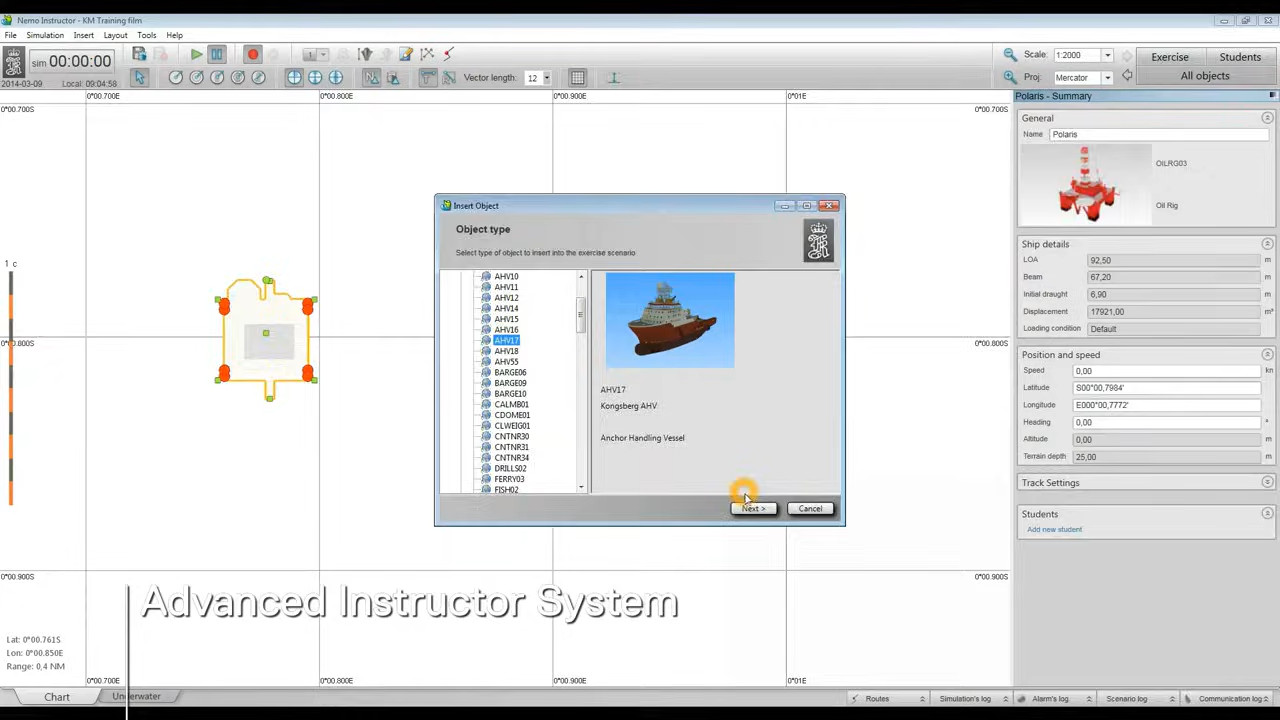 Nemo Instructor - KM Training film
File Simulation Insert Layout Tools Help
sim 00:00:00
2014-03-09 Local: 09:04:58
1
Vector length: 12
Scale: 1:2000
Proj: Mercator
Exercise Students
All objects
0°00.700E 0°00.800E 0°00.900E 0°01E
0°00.700S 0°00.700S
1 c
0°00.800S
0°00.900S 0°00.900S
0°00.700E 0°00.800E 0°00.900E 0°01E
Insert Object
Object type
Select type of object to insert into the exercise scenario
AHV10
AHV11
AHV12
AHV14
AHV15
AHV16
AHV17
AHV18
AHV55
BARGE06
BARGE09
BARGE10
CALMB01
CDOME01
CLWEIG01
CNTNR30
CNTNR31
CNTNR34
DRILLS02
FERRY03
FISH02
AHV17
Kongsberg AHV
Anchor Handling Vessel
Next > Cancel
Polaris - Summary
General
Name Polaris
OILRG03
Oil Rig
Ship details
LOA 92,50 m
Beam 67,20 m
Initial draught 6,90 m
Displacement 17921,00 m³
Loading condition Default
Position and speed
Speed 0,00 kn
Latitude S00°00,7984'
Longitude E000°00,7772'
Heading 0,00 °
Altitude 0,00 m
Terrain depth 25,00 m
Track Settings
Students
Add new student
Advanced Instructor System
Lat: 0°00.761S
Lon: 0°00.850E
Range: 0,4 NM
Chart Underwater
Routes Simulation's log Alarm's log Scenario log Communication log